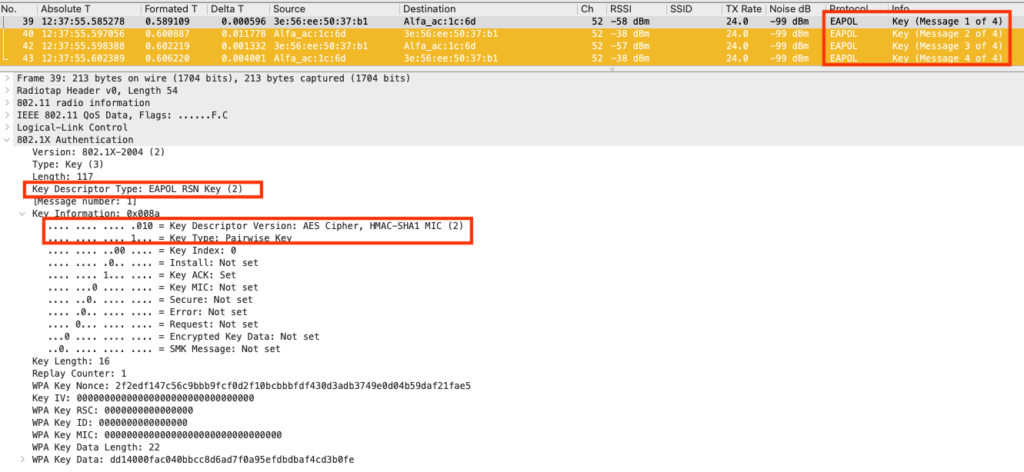 No. Absolute T Formated T Delta T Source Destination Ch RSSI SSID TX Rate Noise dB Protocol Info
39 12:37:55.585278 0.589109 0.000596 3e:56:ee:50:37:b1 Alfa_ac:1c:6d 52 -58 dBm 24.0 -99 dBm EAPOL Key (Message 1 of 4)
40 12:37:55.597056 0.600887 0.011778 Alfa_ac:1c:6d 3e:56:ee:50:37:b1 52 -38 dBm 24.0 -99 dBm EAPOL Key (Message 2 of 4)
42 12:37:55.598388 0.602219 0.001332 3e:56:ee:50:37:b1 Alfa_ac:1c:6d 52 -57 dBm 24.0 -99 dBm EAPOL Key (Message 3 of 4)
43 12:37:55.602389 0.606220 0.004001 Alfa_ac:1c:6d 3e:56:ee:50:37:b1 52 -38 dBm 24.0 -99 dBm EAPOL Key (Message 4 of 4)
Frame 39: 213 bytes on wire (1704 bits), 213 bytes captured (1704 bits)
Radiotap Header v0, Length 54
802.11 radio information
IEEE 802.11 QoS Data, Flags: ......F.C
Logical-Link Control
802.1X Authentication
Version: 802.1X-2004 (2)
Type: Key (3)
Length: 117
Key Descriptor Type: EAPOL RSN Key (2)
[Message number: 1]
Key Information: 0x008a
.... .... .... .010 = Key Descriptor Version: AES Cipher, HMAC-SHA1 MIC (2)
.... .... .... 1... = Key Type: Pairwise Key
.... .... ..00 .... = Key Index: 0
.... .... .0.. .... = Install: Not set
.... .... 1... .... = Key ACK: Set
.... ...0 .... .... = Key MIC: Not set
.... ..0. .... .... = Secure: Not set
.... .0.. .... .... = Error: Not set
.... 0... .... .... = Request: Not set
...0 .... .... .... = Encrypted Key Data: Not set
..0. .... .... .... = SMK Message: Not set
Key Length: 16
Replay Counter: 1
WPA Key Nonce: 2f2edf147c56c9bbb9fcf0d2f10bcbbbfdf430d3adb3749e0d04b59daf21fae5
Key IV: 00000000000000000000000000000000
WPA Key RSC: 0000000000000000
WPA Key ID: 0000000000000000
WPA Key MIC: 00000000000000000000000000000000
WPA Key Data Length: 22
WPA Key Data: dd14000fac040bbcc8d6ad7f0a95efdbdbaf4cd3b0fe